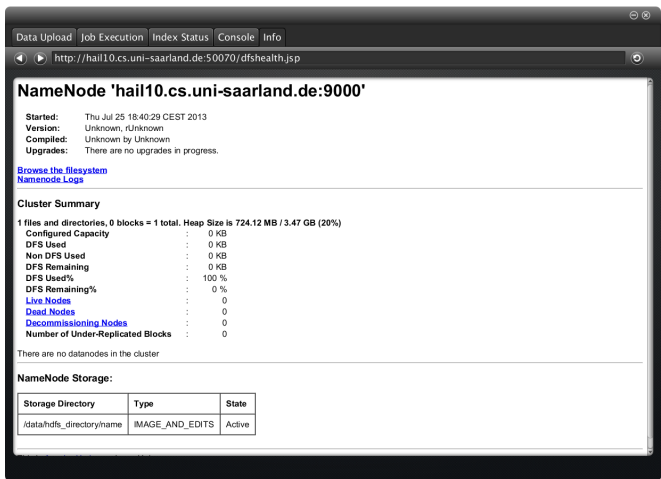 Data Upload Job Execution Index Status Console Info
http://hail10.cs.uni-saarland.de:50070/dfshealth.jsp
NameNode 'hail10.cs.uni-saarland.de:9000'
Started: Thu Jul 25 18:40:29 CEST 2013
Version: Unknown, rUnknown
Compiled: Unknown by Unknown
Upgrades: There are no upgrades in progress.
Browse the filesystem
Namenode Logs
Cluster Summary
1 files and directories, 0 blocks = 1 total. Heap Size is 724.12 MB / 3.47 GB (20%)
Configured Capacity : 0 KB
DFS Used : 0 KB
Non DFS Used : 0 KB
DFS Remaining : 0 KB
DFS Used% : 100 %
DFS Remaining% : 0 %
Live Nodes : 0
Dead Nodes : 0
Decommissioning Nodes : 0
Number of Under-Replicated Blocks : 0
There are no datanodes in the cluster
NameNode Storage:
Storage Directory Type State
/data/hdfs_directory/name IMAGE_AND_EDITS Active